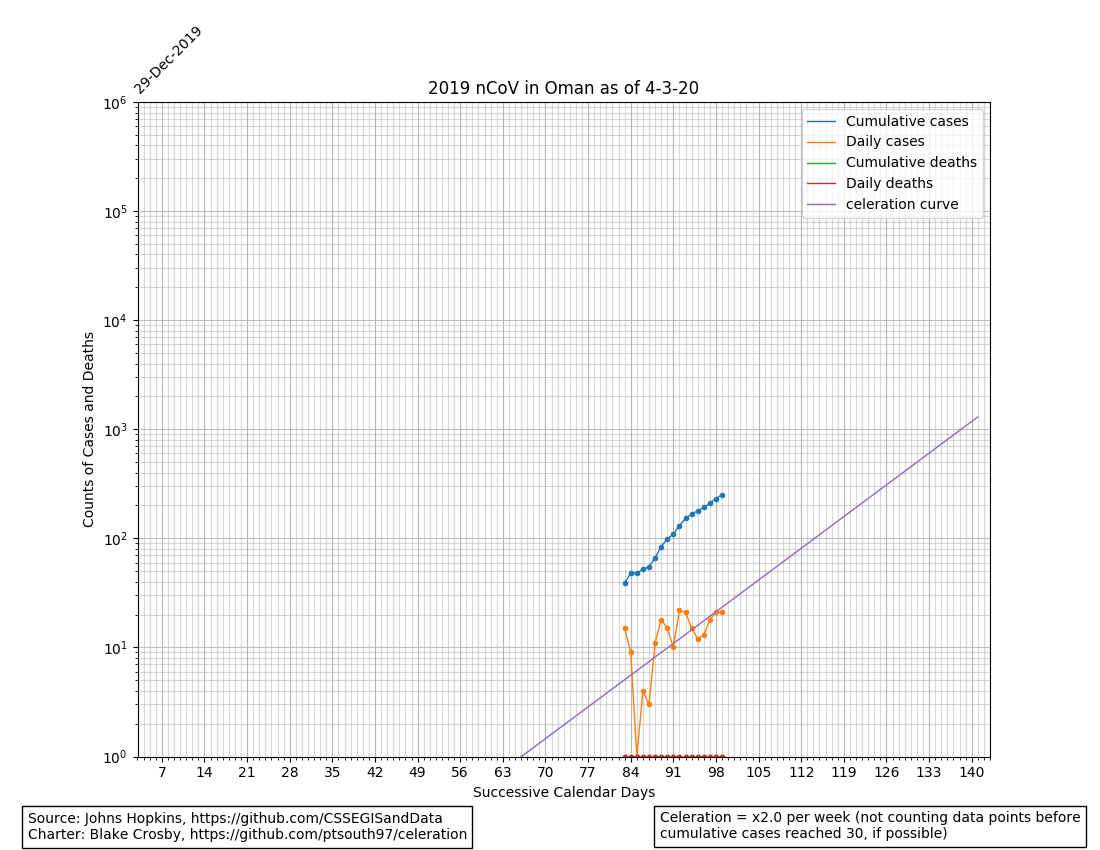 29-Dec-2019
2019 nCoV in Oman as of 4-3-20
Cumulative cases
Daily cases
Cumulative deaths
Daily deaths
celeration curve
Counts of Cases and Deaths
10^6
10^5
10^4
10^3
10^2
10^1
10^0
7 14 21 28 35 42 49 56 63 70 77 84 91 98 105 112 119 126 133 140
Successive Calendar Days
Source: Johns Hopkins, https://github.com/CSSEGISandData
Charter: Blake Crosby, https://github.com/ptsouth97/celeration
Celeration = x2.0 per week (not counting data points before
cumulative cases reached 30, if possible)